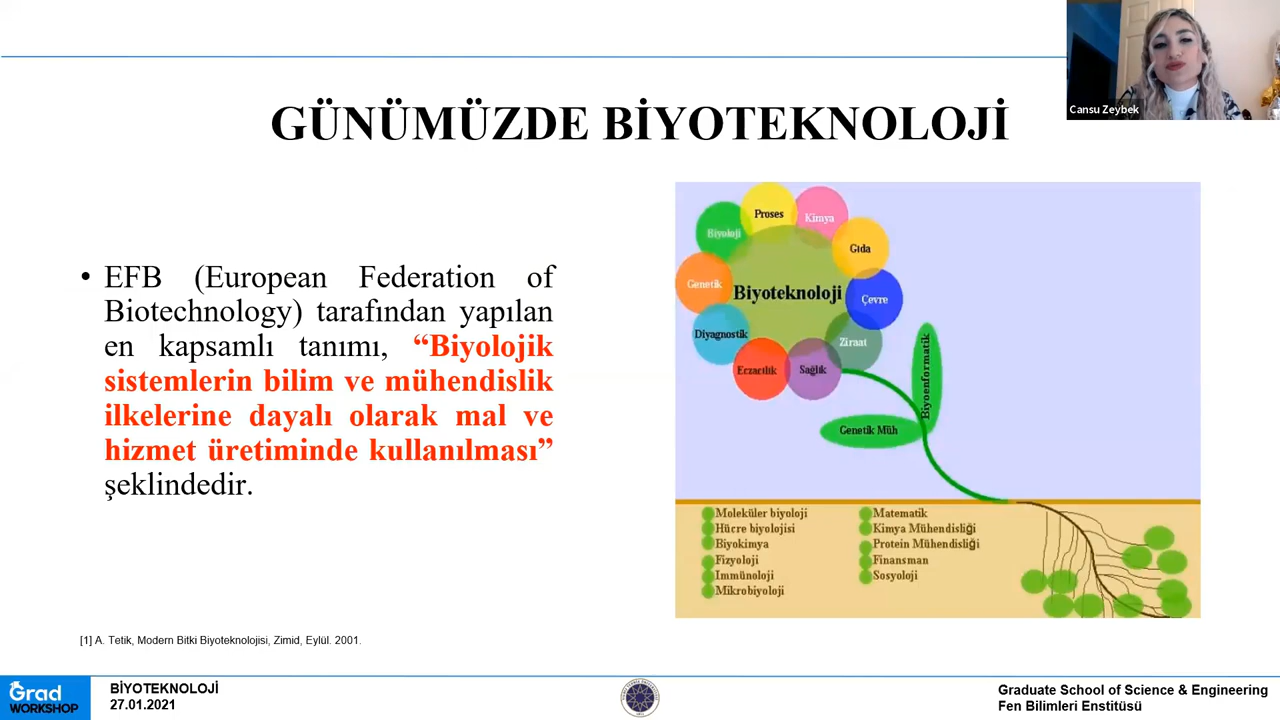 Cansu Zeybek
GÜNÜMÜZDE BİYOTEKNOLOJİ
• EFB (European Federation of
Biotechnology) tarafından yapılan
en kapsamlı tanımı, “Biyolojik
sistemlerin bilim ve mühendislik
ilkelerine dayalı olarak mal ve
hizmet üretiminde kullanılması”
şeklindedir.
Proses
Kimya
Biyoloji
Gıda
Genetik
Biyoteknoloji
Çevre
Diyagnostik
Ziraat
Eczacılık
Sağlık
Biyoenformatik
Genetik Müh
Moleküler biyoloji
Hücre biyolojisi
Biyokimya
Fizyoloji
Immünoloji
Mikrobiyoloji
Matematik
Kimya Mühendisliği
Protein Mühendisliği
Finansman
Sosyoloji
[1] A. Tetik, Modern Bitki Biyoteknolojisi, Zimid, Eylül. 2001.
Grad
WORKSHOP
BİYOTEKNOLOJİ
27.01.2021
Graduate School of Science & Engineering
Fen Bilimleri Enstitüsü